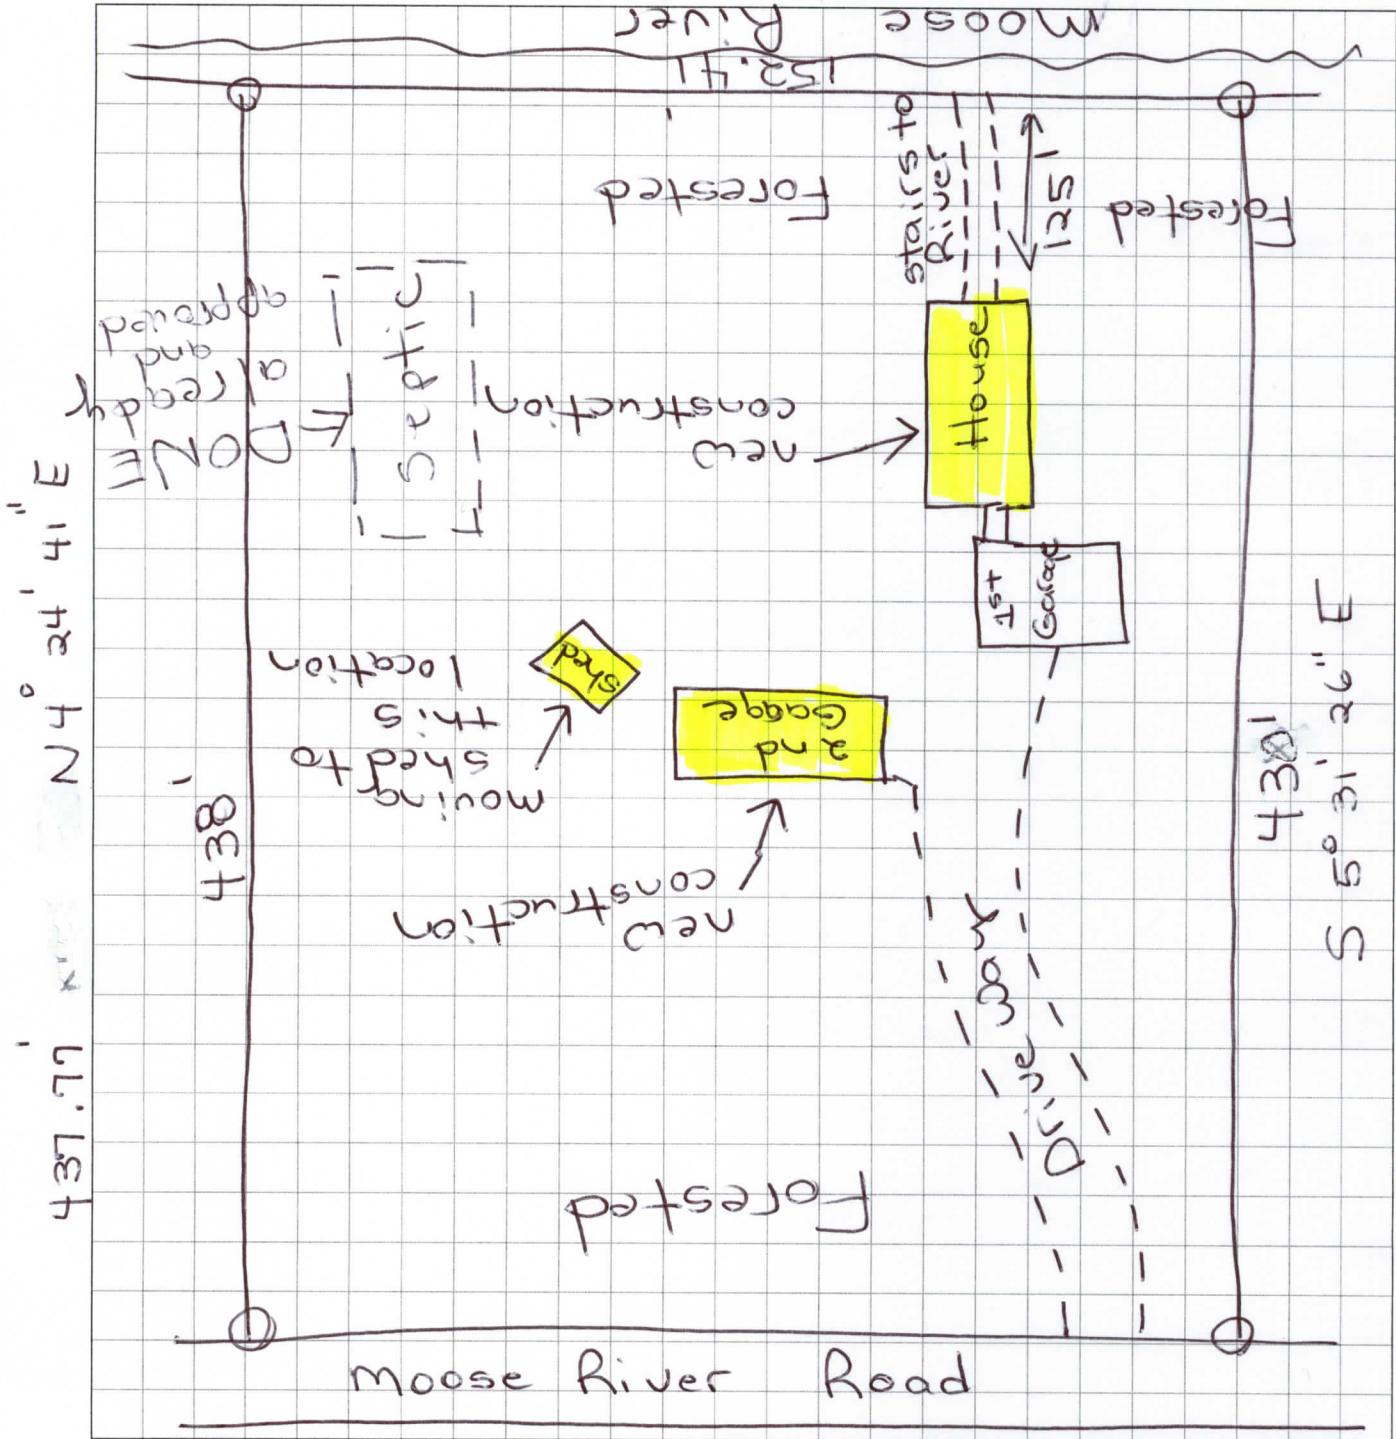 Moose River
152.41
Forested
stairs to
River
125'
Forested
DONE
already
and
approved
Septic
new
construction
House
1st
Garage
shed
moving
shed to
this
location
2nd
Gagge
new
construction
Drive way
Forested
Moose River Road
438'
437.77' N 4° 24' 41" E
438'
S 5° 31' 26" E